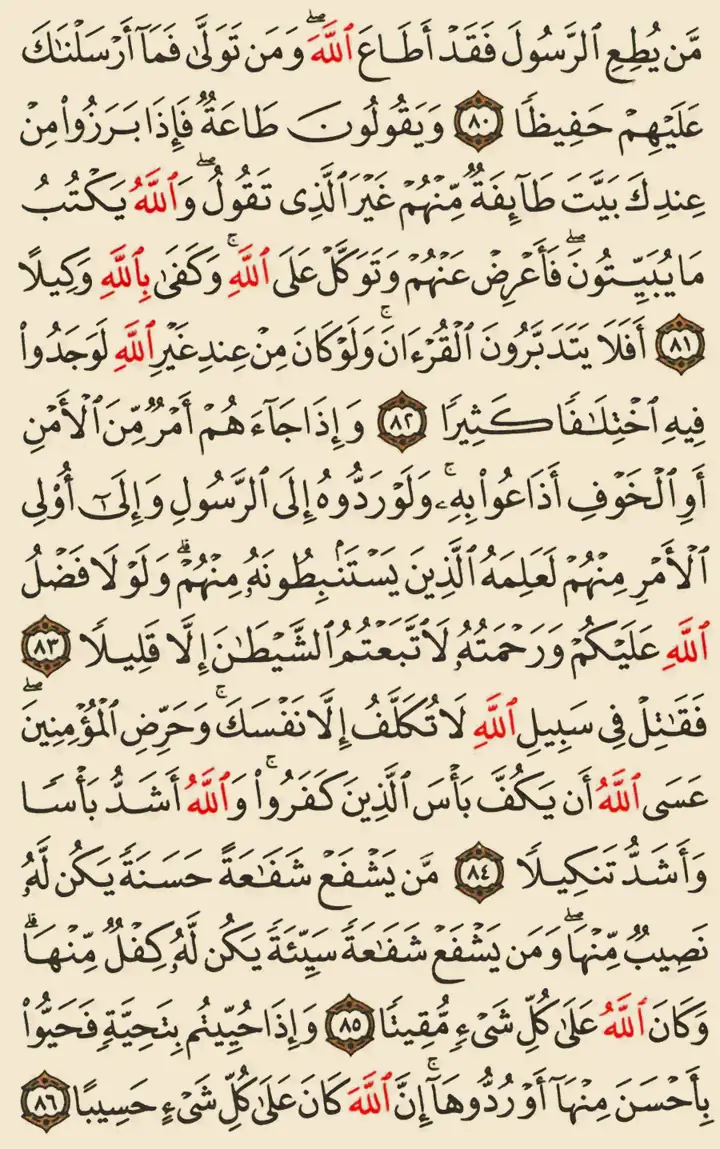 مَّن يُطِعِ ٱلرَّسُولَ فَقَدْ أَطَاعَ ٱللَّهَۖ وَمَن تَوَلَّىٰ فَمَآ أَرْسَلْنَٰكَ
عَلَيْهِمْ حَفِيظًا ٨٠ وَيَقُولُونَ طَاعَةٌ فَإِذَا بَرَزُوا۟ مِنْ
عِندِكَ بَيَّتَ طَآئِفَةٌ مِّنْهُمْ غَيْرَ ٱلَّذِى تَقُولُۖ وَٱللَّهُ يَكْتُبُ
مَا يُبَيِّتُونَۖ فَأَعْرِضْ عَنْهُمْ وَتَوَكَّلْ عَلَى ٱللَّهِۚ وَكَفَىٰ بِٱللَّهِ وَكِيلًا
٨١ أَفَلَا يَتَدَبَّرُونَ ٱلْقُرْءَانَۚ وَلَوْ كَانَ مِنْ عِندِ غَيْرِ ٱللَّهِ لَوَجَدُوا۟
فِيهِ ٱخْتِلَٰفًا كَثِيرًا ٨٢ وَإِذَا جَآءَهُمْ أَمْرٌ مِّنَ ٱلْأَمْنِ
أَوِ ٱلْخَوْفِ أَذَاعُوا۟ بِهِۦۚ وَلَوْ رَدُّوهُ إِلَى ٱلرَّسُولِ وَإِلَىٰٓ أُو۟لِى
ٱلْأَمْرِ مِنْهُمْ لَعَلِمَهُ ٱلَّذِينَ يَسْتَنۢبِطُونَهُۥ مِنْهُمْۗ وَلَوْلَا فَضْلُ
ٱللَّهِ عَلَيْكُمْ وَرَحْمَتُهُۥ لَٱتَّبَعْتُمُ ٱلشَّيْطَٰنَ إِلَّا قَلِيلًا ٨٣
فَقَٰتِلْ فِى سَبِيلِ ٱللَّهِ لَا تُكَلَّفُ إِلَّا نَفْسَكَۚ وَحَرِّضِ ٱلْمُؤْمِنِينَۖ
عَسَى ٱللَّهُ أَن يَكُفَّ بَأْسَ ٱلَّذِينَ كَفَرُوا۟ۚ وَٱللَّهُ أَشَدُّ بَأْسًا
وَأَشَدُّ تَنكِيلًا ٨٤ مَّن يَشْفَعْ شَفَٰعَةً حَسَنَةً يَكُن لَّهُۥ
نَصِيبٌ مِّنْهَاۖ وَمَن يَشْفَعْ شَفَٰعَةً سَيِّئَةً يَكُن لَّهُۥ كِفْلٌ مِّنْهَاۗ
وَكَانَ ٱللَّهُ عَلَىٰ كُلِّ شَىْءٍ مُّقِيتًا ٨٥ وَإِذَا حُيِّيتُم بِتَحِيَّةٍ فَحَيُّوا۟
بِأَحْسَنَ مِنْهَآ أَوْ رُدُّوهَآۚ إِنَّ ٱللَّهَ كَانَ عَلَىٰ كُلِّ شَىْءٍ حَسِيبًا ٨٦